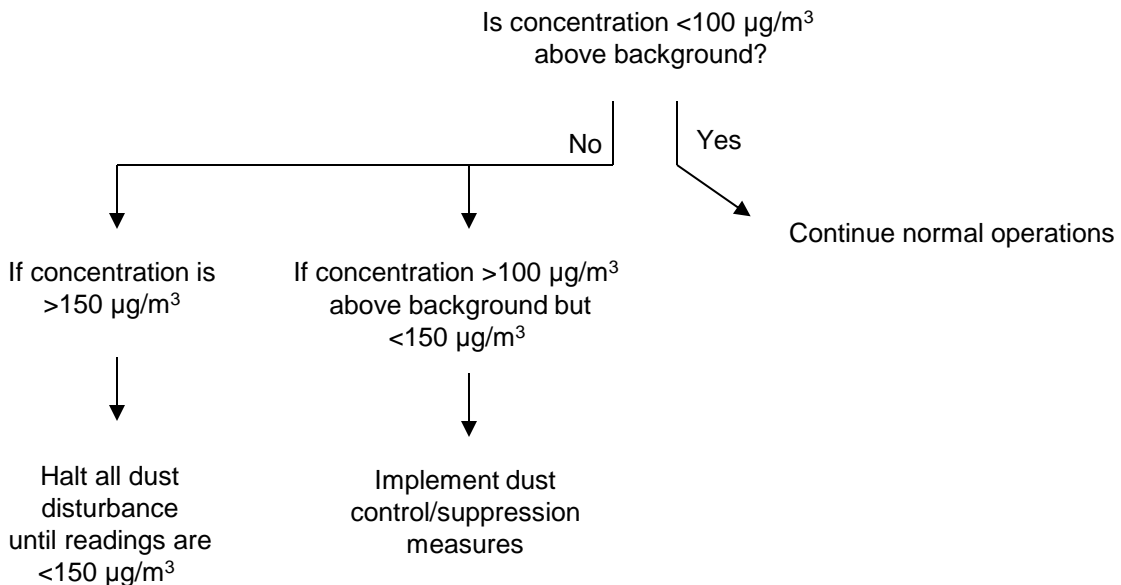 Is concentration <100 µg/m³
above background?
No
Yes
Continue normal operations
If concentration is
>150 µg/m³
If concentration >100 µg/m³
above background but
<150 µg/m³
Halt all dust
disturbance
until readings are
<150 µg/m³
Implement dust
control/suppression
measures